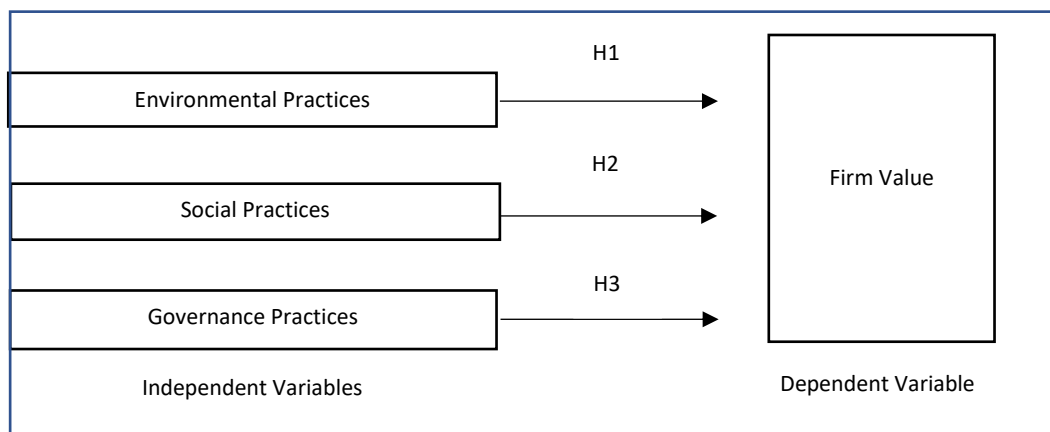 H1
Environmental Practices
H2
Social Practices
Firm Value
H3
Governance Practices
Independent Variables
Dependent Variable